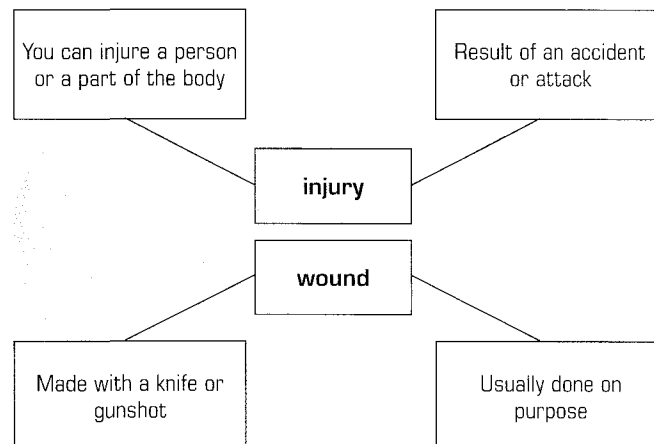 You can injure a person
or a part of the body
Result of an accident
or attack
injury
wound
Made with a knife or
gunshot
Usually done on
purpose